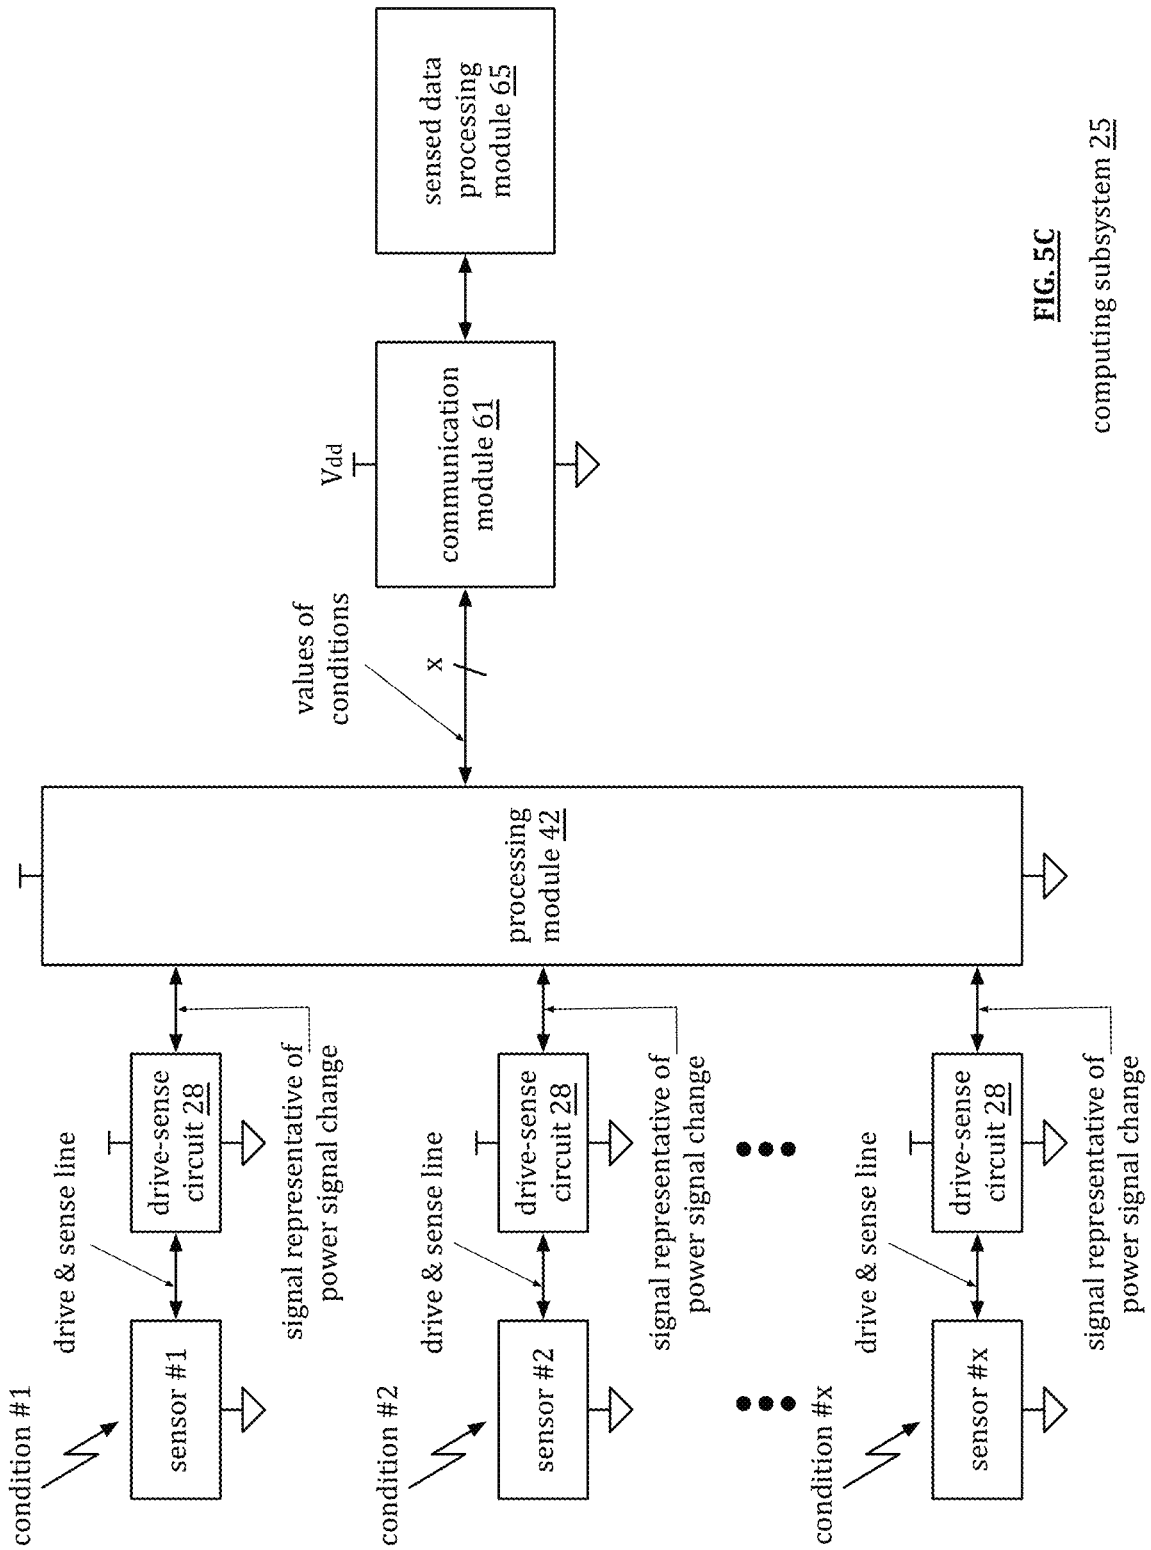 condition #1
sensor #1
drive & sense line
drive-sense
circuit 28
signal representative of
power signal change
condition #2
sensor #2
drive & sense line
drive-sense
circuit 28
signal representative of
power signal change
condition #x
sensor #x
drive & sense line
drive-sense
circuit 28
signal representative of
power signal change
processing
module 42
values of
conditions
x
Vdd
communication
module 61
sensed data
processing
module 65
FIG. 5C
computing subsystem 25